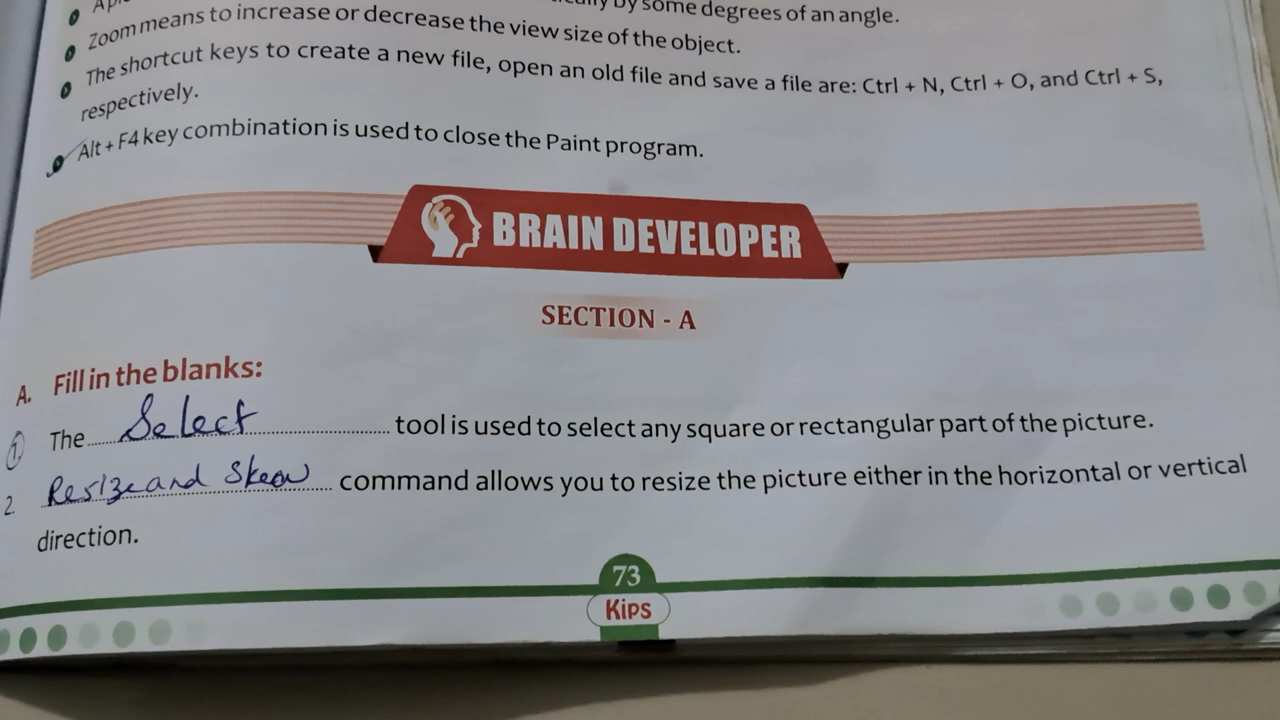 by some degrees of an angle.
Zoom means to increase or decrease the view size of the object.
The shortcut keys to create a new file, open an old file and save a file are: Ctrl + N, Ctrl + O, and Ctrl + S,
respectively.
Alt + F4 key combination is used to close the Paint program.
BRAIN DEVELOPER
SECTION - A
A. Fill in the blanks:
1. The Select tool is used to select any square or rectangular part of the picture.
2. Resize and Skew command allows you to resize the picture either in the horizontal or vertical
direction.
73
Kips